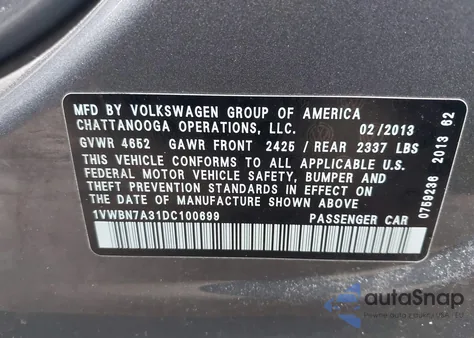 MFD BY VOLKSWAGEN GROUP OF AMERICA
CHATTANOOGA OPERATIONS, LLC. 02/2013
GVWR 4652 GAWR FRONT 2425 / REAR 2337 LBS
THIS VEHICLE CONFORMS TO ALL APPLICABLE U.S.
FEDERAL MOTOR VEHICLE SAFETY, BUMPER AND
THEFT PREVENTION STANDARDS IN EFFECT ON
THE DATE OF MANUFACTURE SHOWN ABOVE.
1VWBN7A31DC100699 PASSENGER CAR
0759236 2013 82
autoSnap